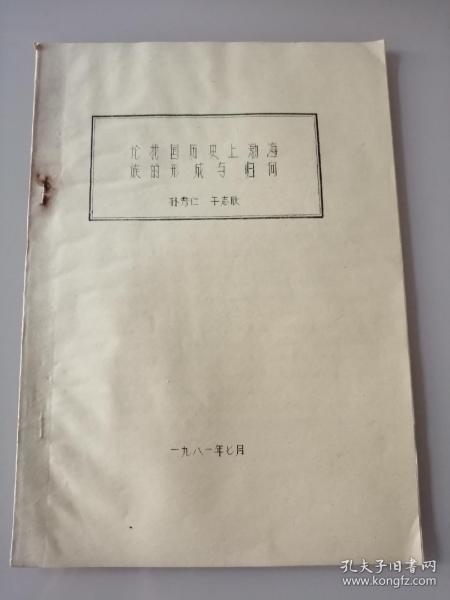 论我国历史上渤海
族的形成与归向
孙秀仁 干志耿
一九八一年七月
孔夫子旧书网
www.kongfz.com